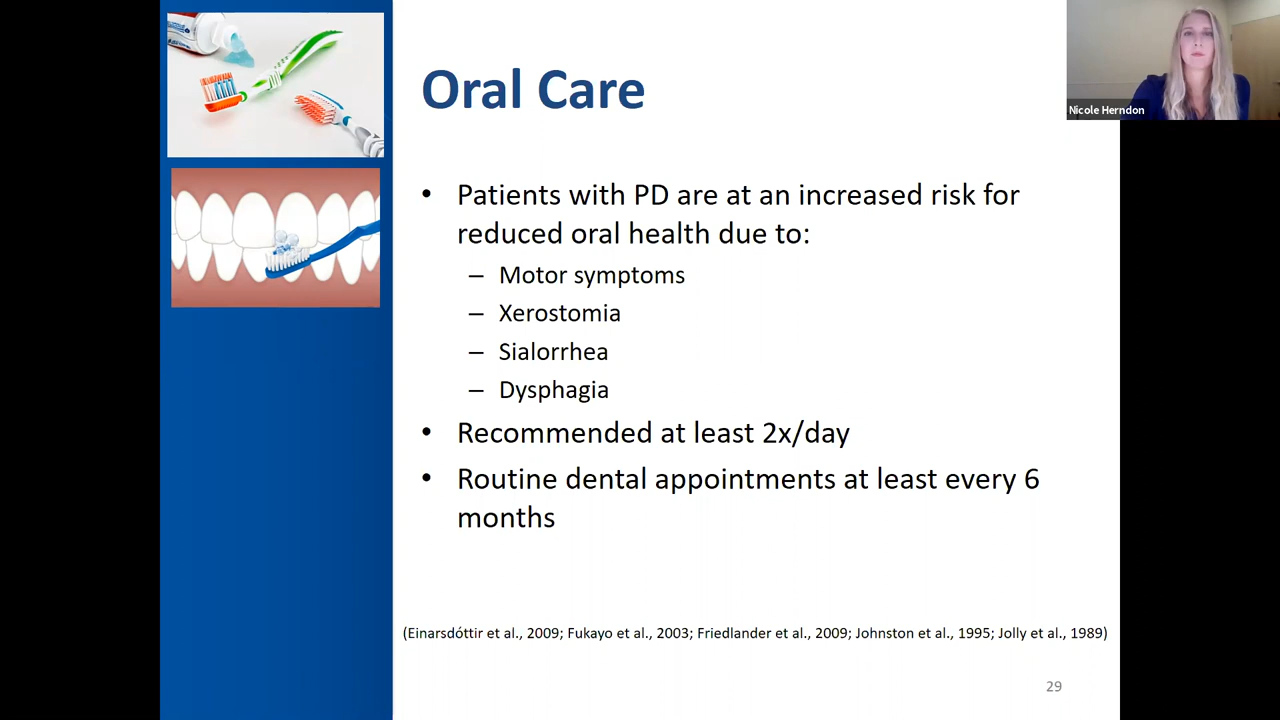 Oral Care
Nicole Herndon
• Patients with PD are at an increased risk for
reduced oral health due to:
– Motor symptoms
– Xerostomia
– Sialorrhea
– Dysphagia
• Recommended at least 2x/day
• Routine dental appointments at least every 6
months
(Einarsdóttir et al., 2009; Fukayo et al., 2003; Friedlander et al., 2009; Johnston et al., 1995; Jolly et al., 1989)
29